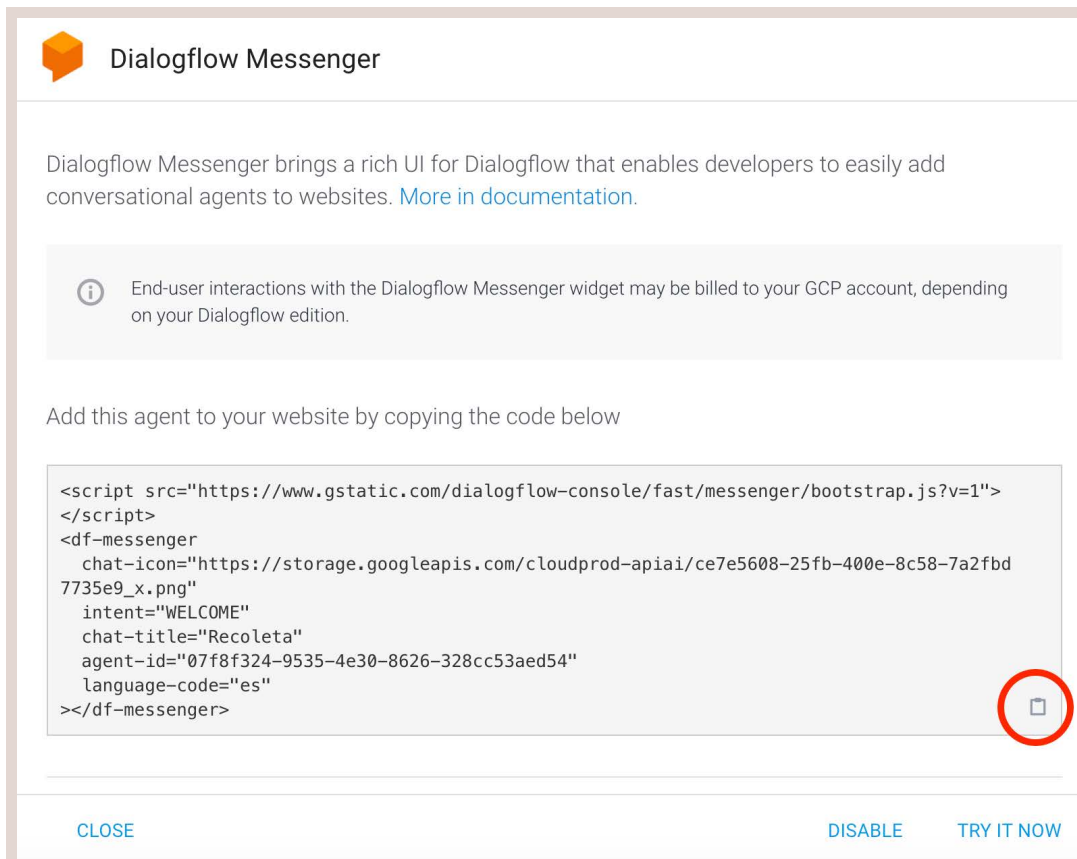 Dialogflow Messenger
Dialogflow Messenger brings a rich UI for Dialogflow that enables developers to easily add
conversational agents to websites. More in documentation.
End-user interactions with the Dialogflow Messenger widget may be billed to your GCP account, depending
on your Dialogflow edition.
Add this agent to your website by copying the code below
<script src="https://www.gstatic.com/dialogflow-console/fast/messenger/bootstrap.js?v=1">
</script>
<df-messenger
  chat-icon="https://storage.googleapis.com/cloudprod-apiai/ce7e5608-25fb-400e-8c58-7a2fbd
7735e9_x.png"
  intent="WELCOME"
  chat-title="Recoleta"
  agent-id="07f8f324-9535-4e30-8626-328cc53aed54"
  language-code="es"
></df-messenger>
CLOSE
DISABLE
TRY IT NOW